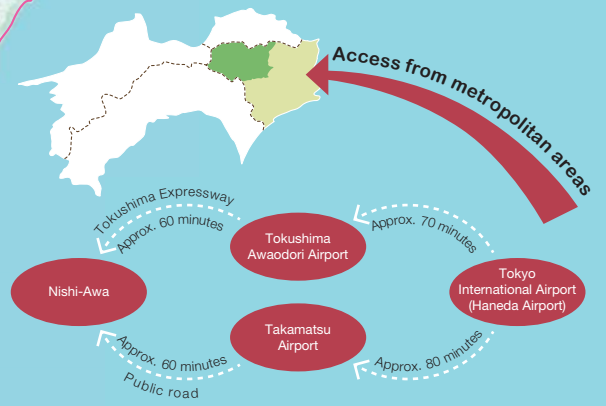 Access from metropolitan areas
Tokushima Expressway
Approx. 60 minutes
Tokushima
Awaodori Airport
Approx. 70 minutes
Nishi-Awa
Tokyo
International Airport
(Haneda Airport)
Takamatsu
Airport
Approx. 60 minutes
Public road
Approx. 80 minutes